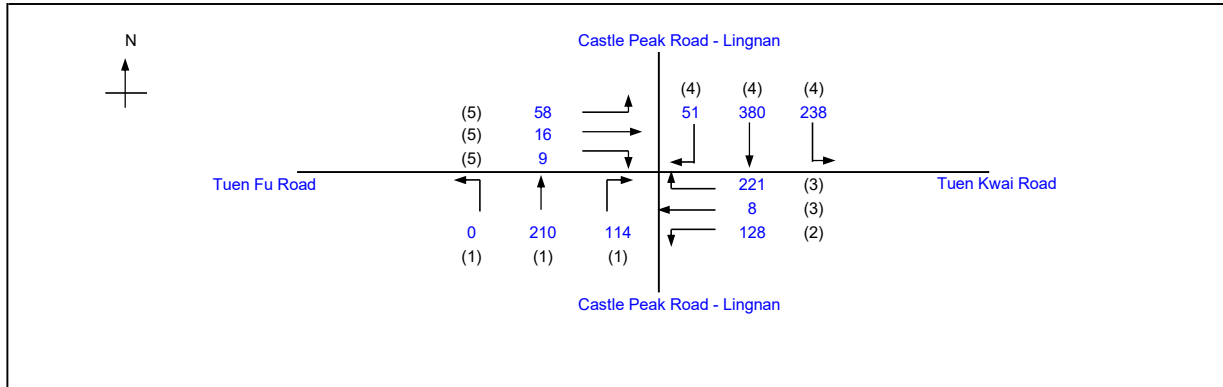 Castle Peak Road - Lingnan
N
(4) (4) (4)
(5) 58 51 380 238
(5) 16
(5) 9
Tuen Fu Road 221 (3) Tuen Kwai Road
8 (3)
0 210 114 128 (2)
(1) (1) (1)
Castle Peak Road - Lingnan